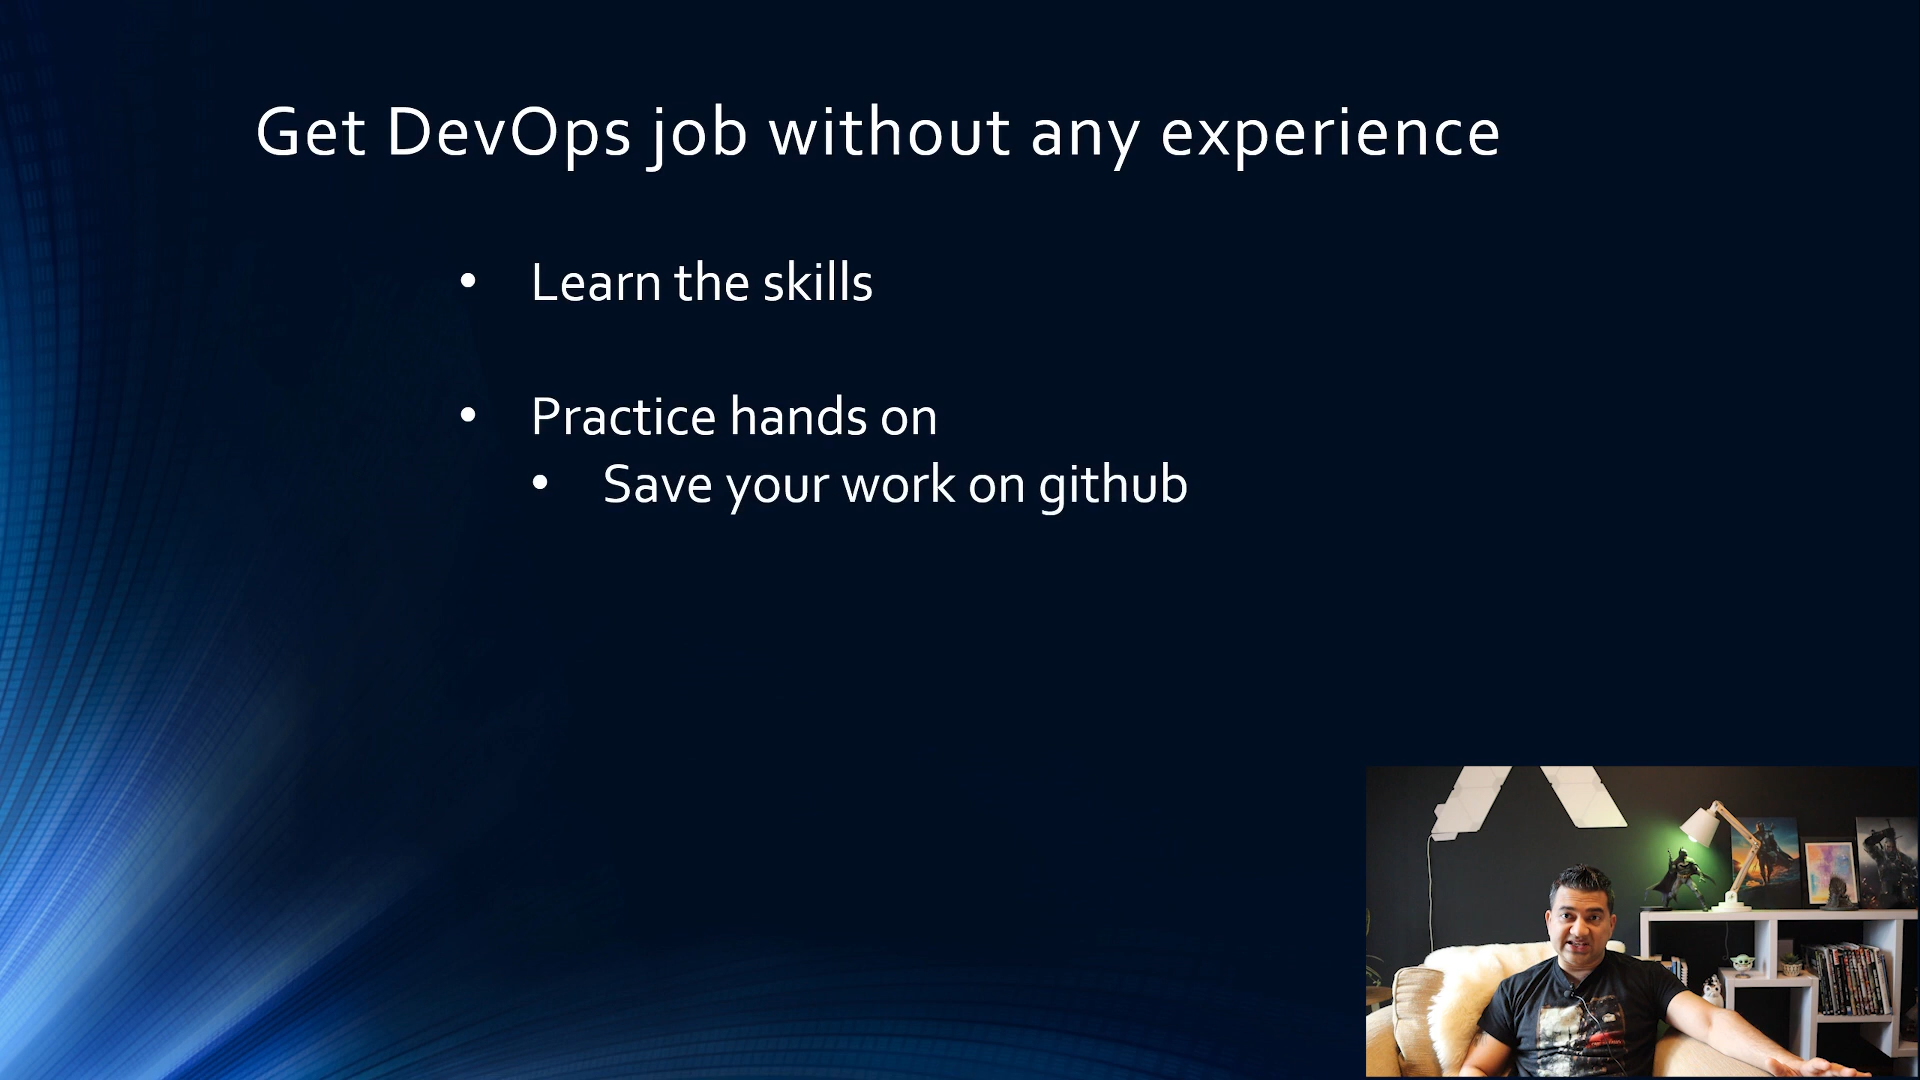 Get DevOps job without any experience
• Learn the skills
• Practice hands on
• Save your work on github